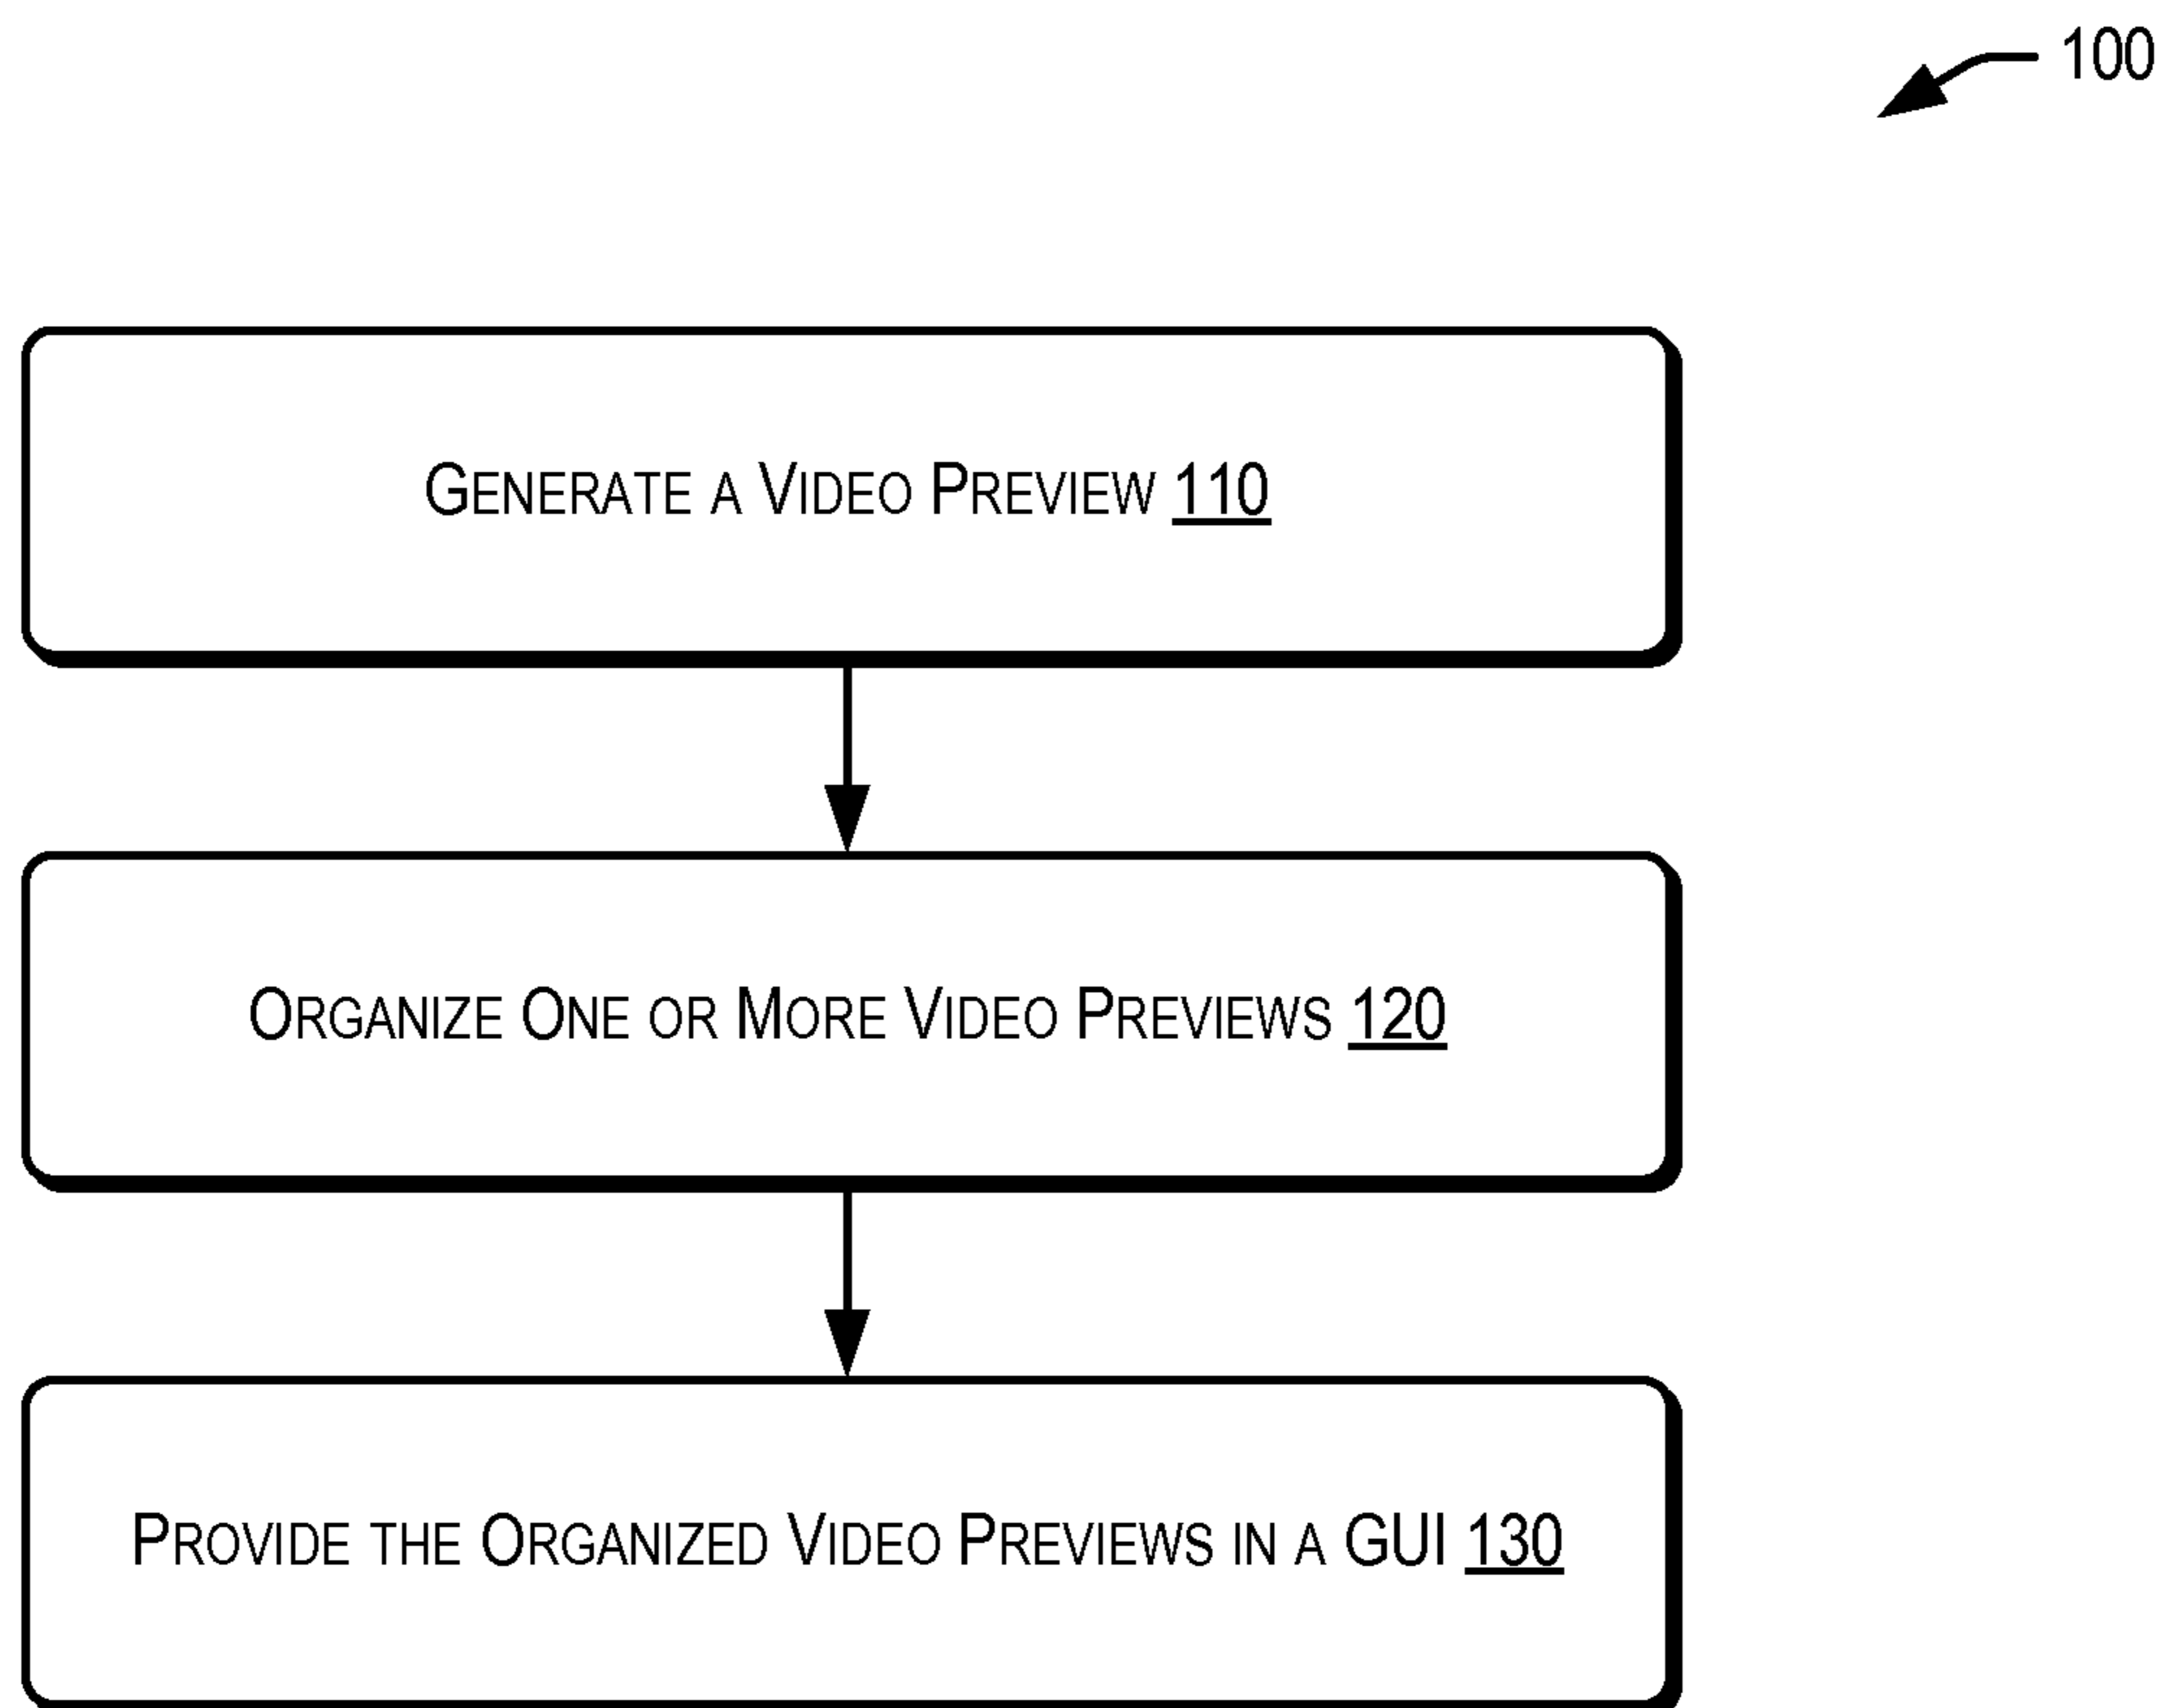 100
GENERATE A VIDEO PREVIEW 110
ORGANIZE ONE OR MORE VIDEO PREVIEWS 120
PROVIDE THE ORGANIZED VIDEO PREVIEWS IN A GUI 130